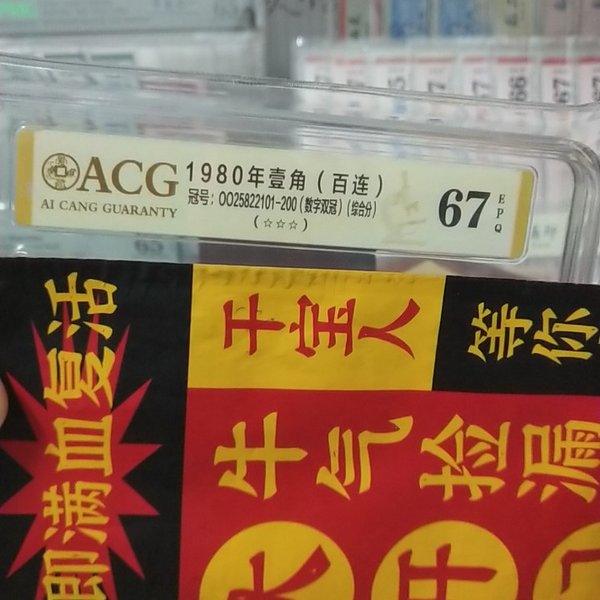 ACG
AI CANG GUARANTY
1980年壹角（百连）
冠号；OO25822101-200（数字双冠）（综合分）
（☆☆☆）
67
EPQ
干宝人
等你
牛气捡漏
即满血复活